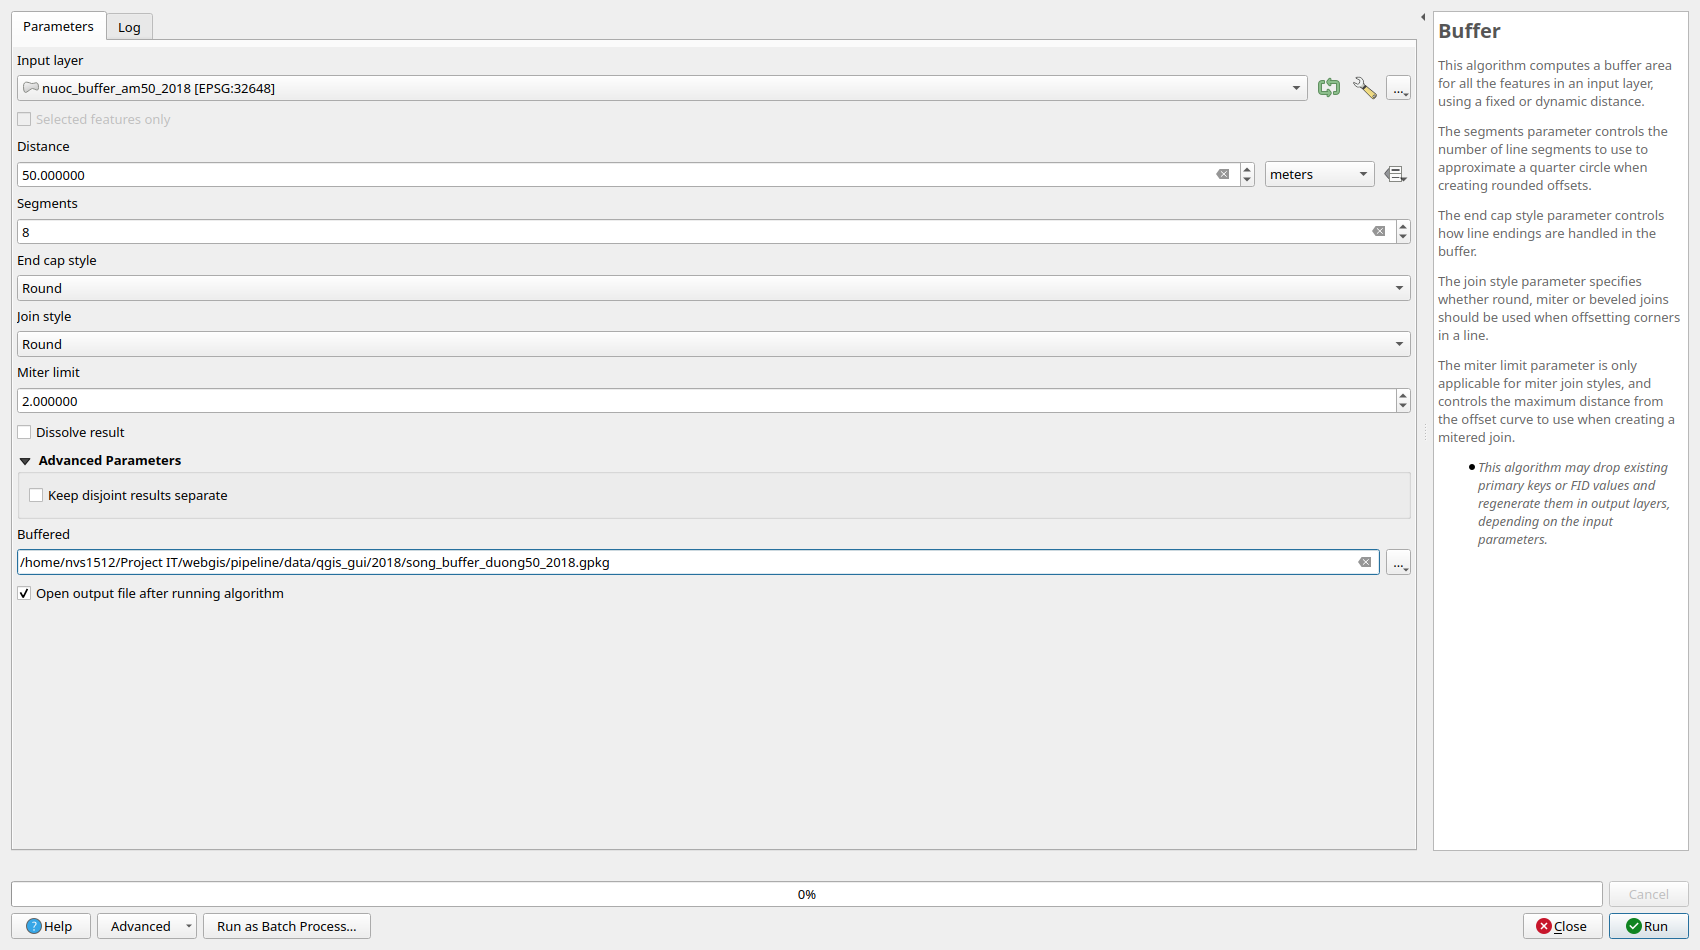 Parameters
Log
Input layer
nuoc_buffer_am50_2018 [EPSG:32648]
...
Selected features only
Distance
50.000000
meters
Segments
8
End cap style
Round
Join style
Round
Miter limit
2.000000
Dissolve result
Advanced Parameters
Keep disjoint results separate
Buffered
/home/nvs1512/Project IT/webgis/pipeline/data/qgis_gui/2018/song_buffer_duong50_2018.gpkg
...
Open output file after running algorithm
Buffer
This algorithm computes a buffer area
for all the features in an input layer,
using a fixed or dynamic distance.
The segments parameter controls the
number of line segments to use to
approximate a quarter circle when
creating rounded offsets.
The end cap style parameter controls
how line endings are handled in the
buffer.
The join style parameter specifies
whether round, miter or beveled joins
should be used when offsetting corners
in a line.
The miter limit parameter is only
applicable for miter join styles, and
controls the maximum distance from
the offset curve to use when creating a
mitered join.
This algorithm may drop existing
primary keys or FID values and
regenerate them in output layers,
depending on the input
parameters.
0%
Cancel
? Help
Advanced
Run as Batch Process...
Close
Run